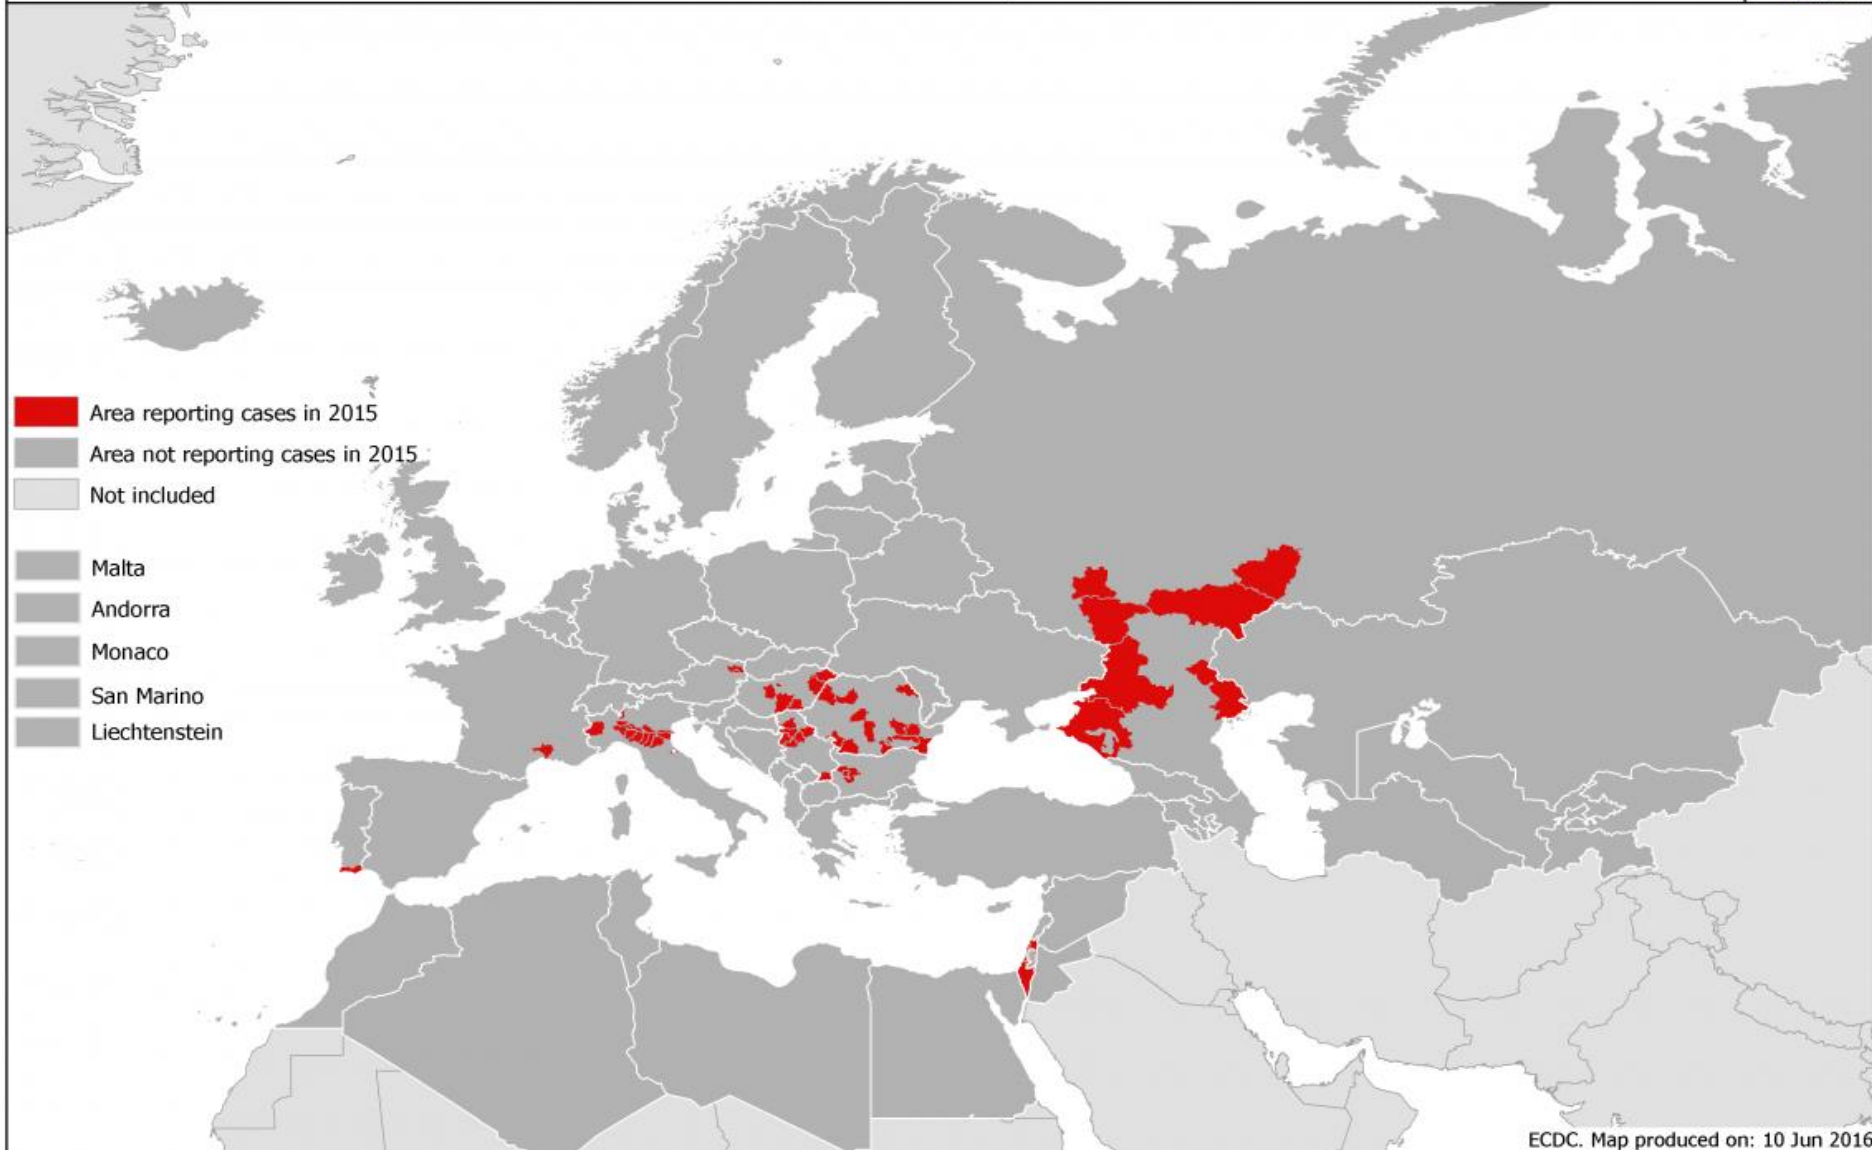 Area reporting cases in 2015
Area not reporting cases in 2015
Not included
Malta
Andorra
Monaco
San Marino
Liechtenstein
ECDC. Map produced on: 10 Jun 2016